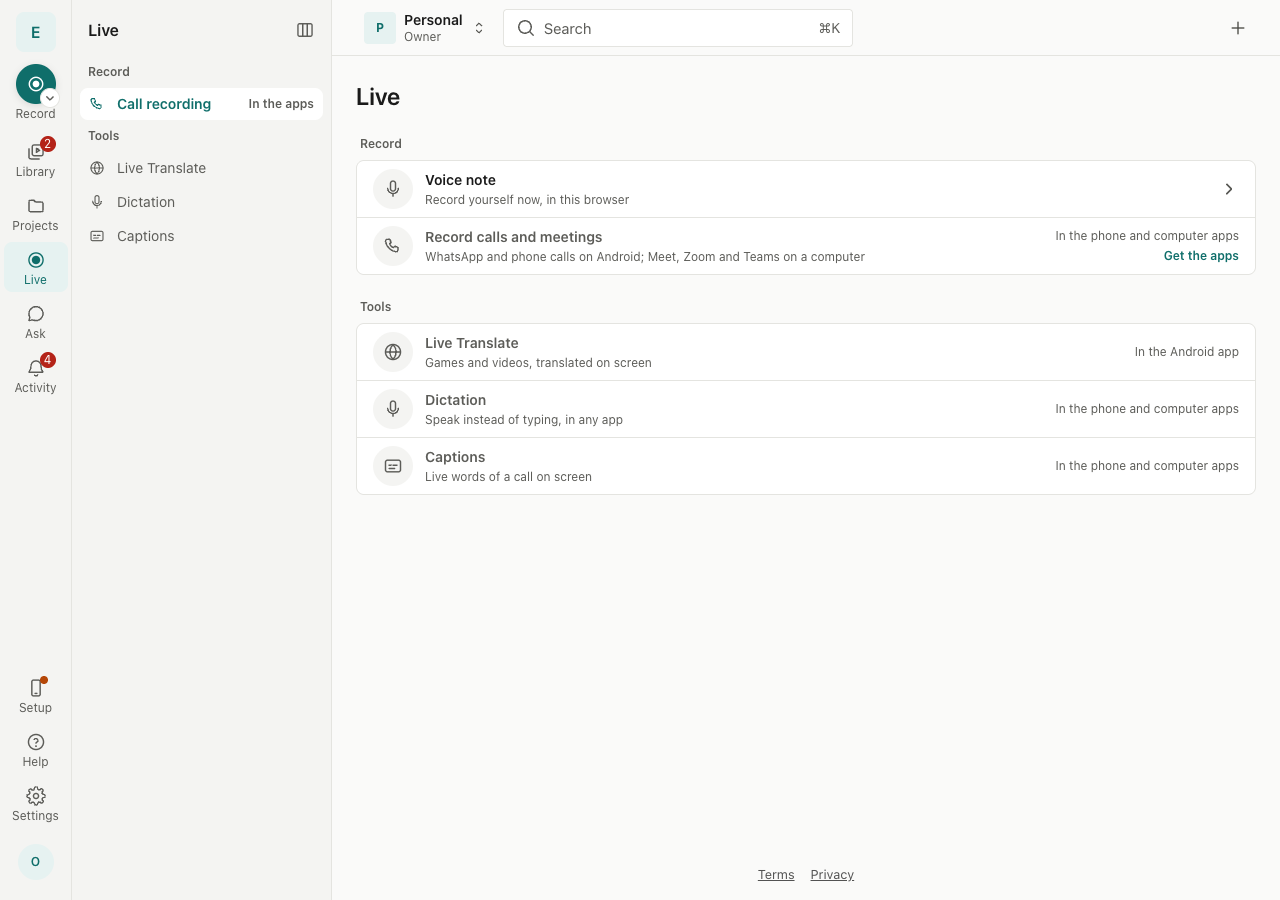 E
Record
2
Library
Projects
Live
Ask
4
Activity
Setup
Help
Settings
O
Live
Record
Call recording In the apps
Tools
Live Translate
Dictation
Captions
P
Personal
Owner
Search ⌘K
Live
Record
Voice note
Record yourself now, in this browser
Record calls and meetings
WhatsApp and phone calls on Android; Meet, Zoom and Teams on a computer
In the phone and computer apps
Get the apps
Tools
Live Translate
Games and videos, translated on screen
In the Android app
Dictation
Speak instead of typing, in any app
In the phone and computer apps
Captions
Live words of a call on screen
In the phone and computer apps
Terms Privacy